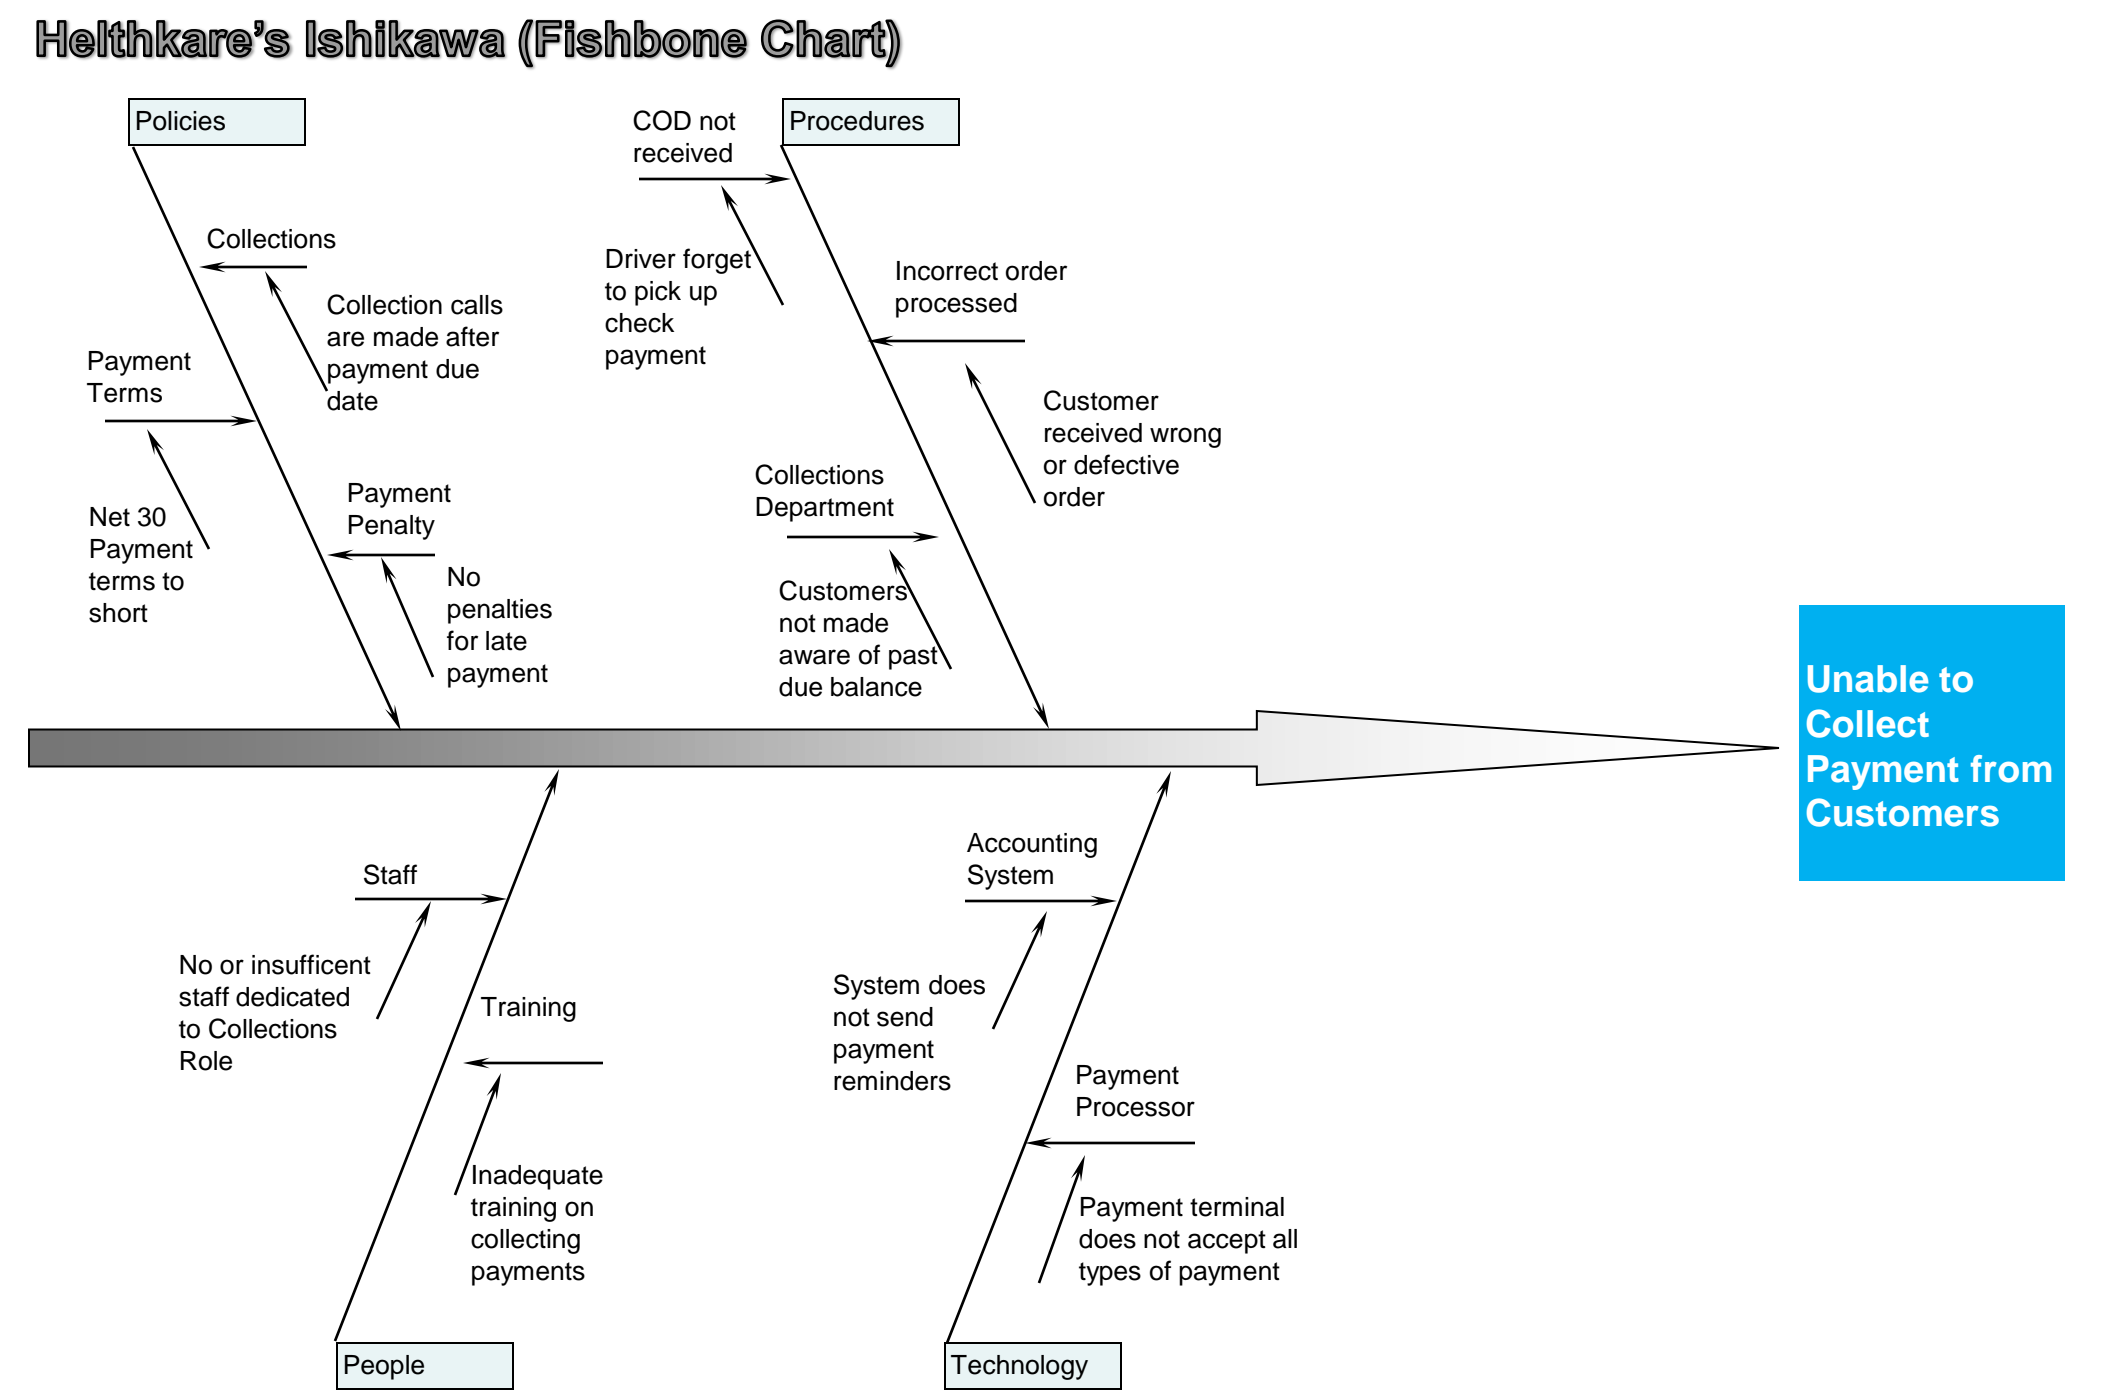 Helthkare’s Ishikawa (Fishbone Chart)
Policies
COD not
received
Procedures
Collections
Collection calls
are made after
payment due
date
Driver forget
to pick up
check
payment
Incorrect order
processed
Payment
Terms
Customer
received wrong
or defective
order
Net 30
Payment
terms to
short
Payment
Penalty
No
penalties
for late
payment
Collections
Department
Customers
not made
aware of past
due balance
Unable to
Collect
Payment from
Customers
Staff
No or insufficent
staff dedicated
to Collections
Role
Training
Inadequate
training on
collecting
payments
Accounting
System
System does
not send
payment
reminders
Payment
Processor
Payment terminal
does not accept all
types of payment
People
Technology